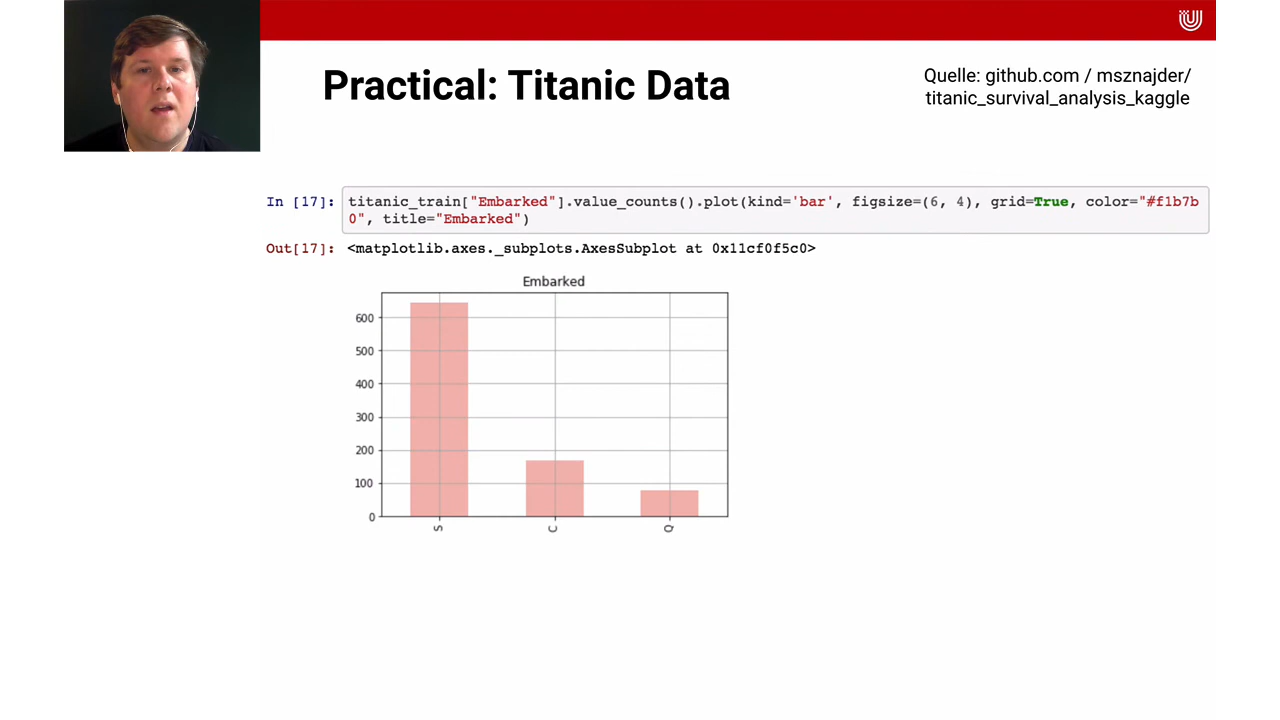 Practical: Titanic Data
Quelle: github.com / msznajder/
titanic_survival_analysis_kaggle
In [17]: titanic_train["Embarked"].value_counts().plot(kind='bar', figsize=(6, 4), grid=True, color="#f1b7b
0", title="Embarked")
Out[17]: <matplotlib.axes._subplots.AxesSubplot at 0x11cf0f5c0>
Embarked
600
500
400
300
200
100
0
S C Q